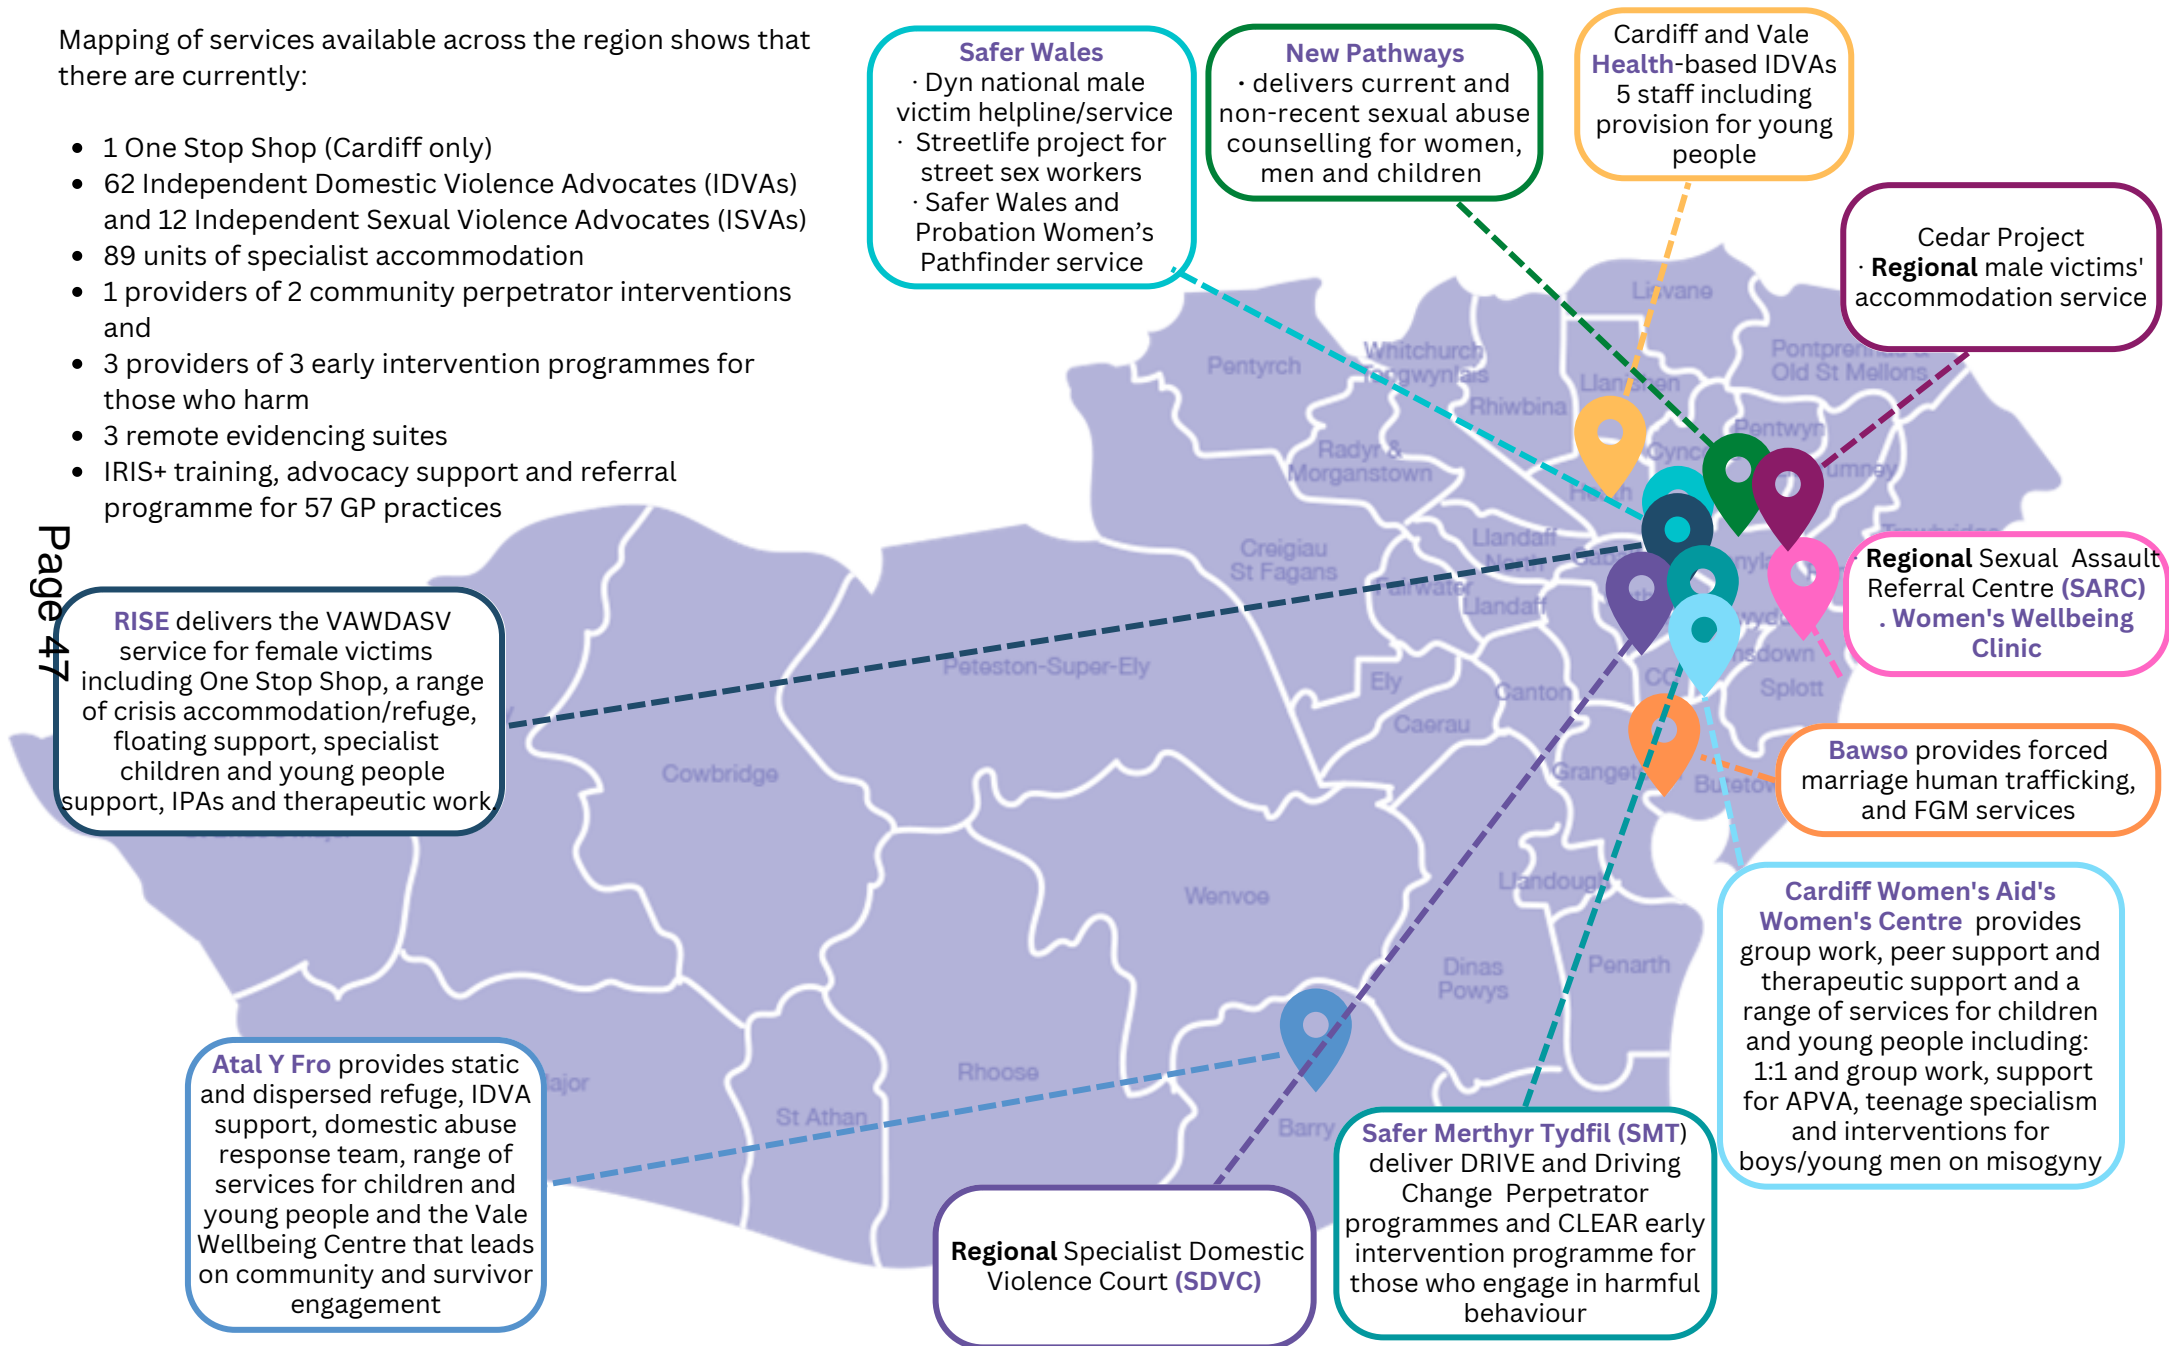 Mapping of services available across the region shows that
there are currently:
• 1 One Stop Shop (Cardiff only)
• 62 Independent Domestic Violence Advocates (IDVAs)
and 12 Independent Sexual Violence Advocates (ISVAs)
• 89 units of specialist accommodation
• 1 providers of 2 community perpetrator interventions
and
• 3 providers of 3 early intervention programmes for
those who harm
• 3 remote evidencing suites
• IRIS+ training, advocacy support and referral
programme for 57 GP practices
Page 47
Safer Wales
· Dyn national male
victim helpline/service
· Streetlife project for
street sex workers
· Safer Wales and
Probation Women’s
Pathfinder service
New Pathways
· delivers current and
non-recent sexual abuse
counselling for women,
men and children
Cardiff and Vale
Health-based IDVAs
5 staff including
provision for young
people
Cedar Project
· Regional male victims'
accommodation service
· Regional Sexual Assault
Referral Centre (SARC)
. Women's Wellbeing
Clinic
RISE delivers the VAWDASV
service for female victims
including One Stop Shop, a range
of crisis accommodation/refuge,
floating support, specialist
children and young people
support, IPAs and therapeutic work.
Bawso provides forced
marriage human trafficking,
and FGM services
Cardiff Women's Aid's
Women's Centre provides
group work, peer support and
therapeutic support and a
range of services for children
and young people including:
1:1 and group work, support
for APVA, teenage specialism
and interventions for
boys/young men on misogyny
Atal Y Fro provides static
and dispersed refuge, IDVA
support, domestic abuse
response team, range of
services for children and
young people and the Vale
Wellbeing Centre that leads
on community and survivor
engagement
Regional Specialist Domestic
Violence Court (SDVC)
Safer Merthyr Tydfil (SMT)
deliver DRIVE and Driving
Change Perpetrator
programmes and CLEAR early
intervention programme for
those who engage in harmful
behaviour
Lisvane
Pentyrch
Whitchurch
Tongwynlais
Rhiwbina
Llanishen
Old St Mellons
Pentwyn
Radyr &
Morganstown
Creigiau
St Fagans
Llandaff
North
Fairwater
Llandaff
Peteston-Super-Ely
Ely
Canton
Caerau
Splott
Cowbridge
Wenvoe
Llandough
Dinas
Powys
Penarth
Rhoose
St Athan
Barry